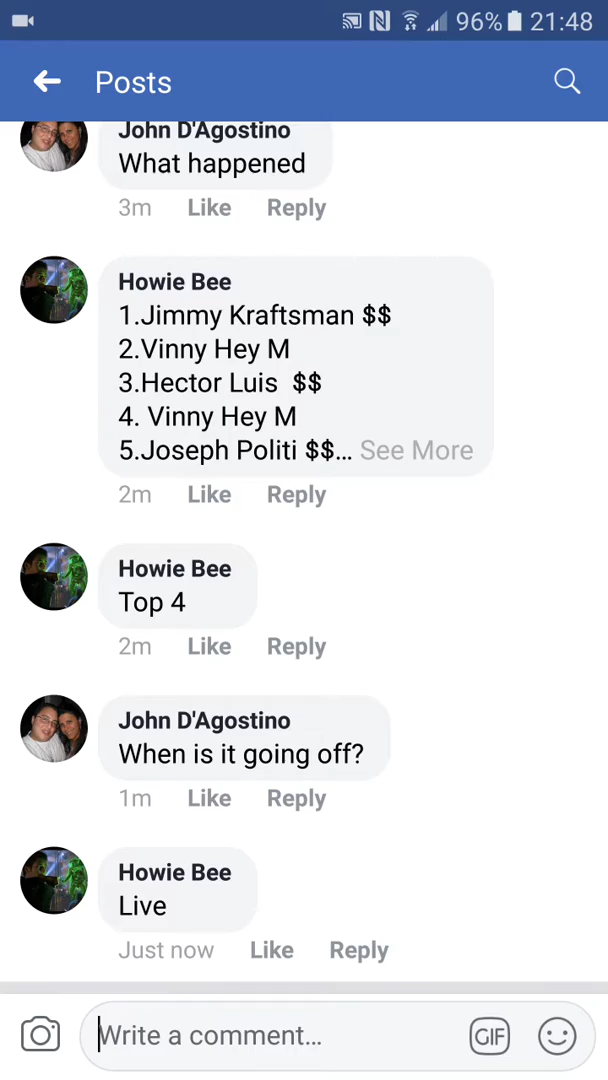 96% 21:48
Posts
John D'Agostino
What happened
3m Like Reply
Howie Bee
1.Jimmy Kraftsman $$
2.Vinny Hey M
3.Hector Luis  $$
4. Vinny Hey M
5.Joseph Politi $$... See More
2m Like Reply
Howie Bee
Top 4
2m Like Reply
John D'Agostino
When is it going off?
1m Like Reply
Howie Bee
Live
Just now Like Reply
Write a comment... GIF